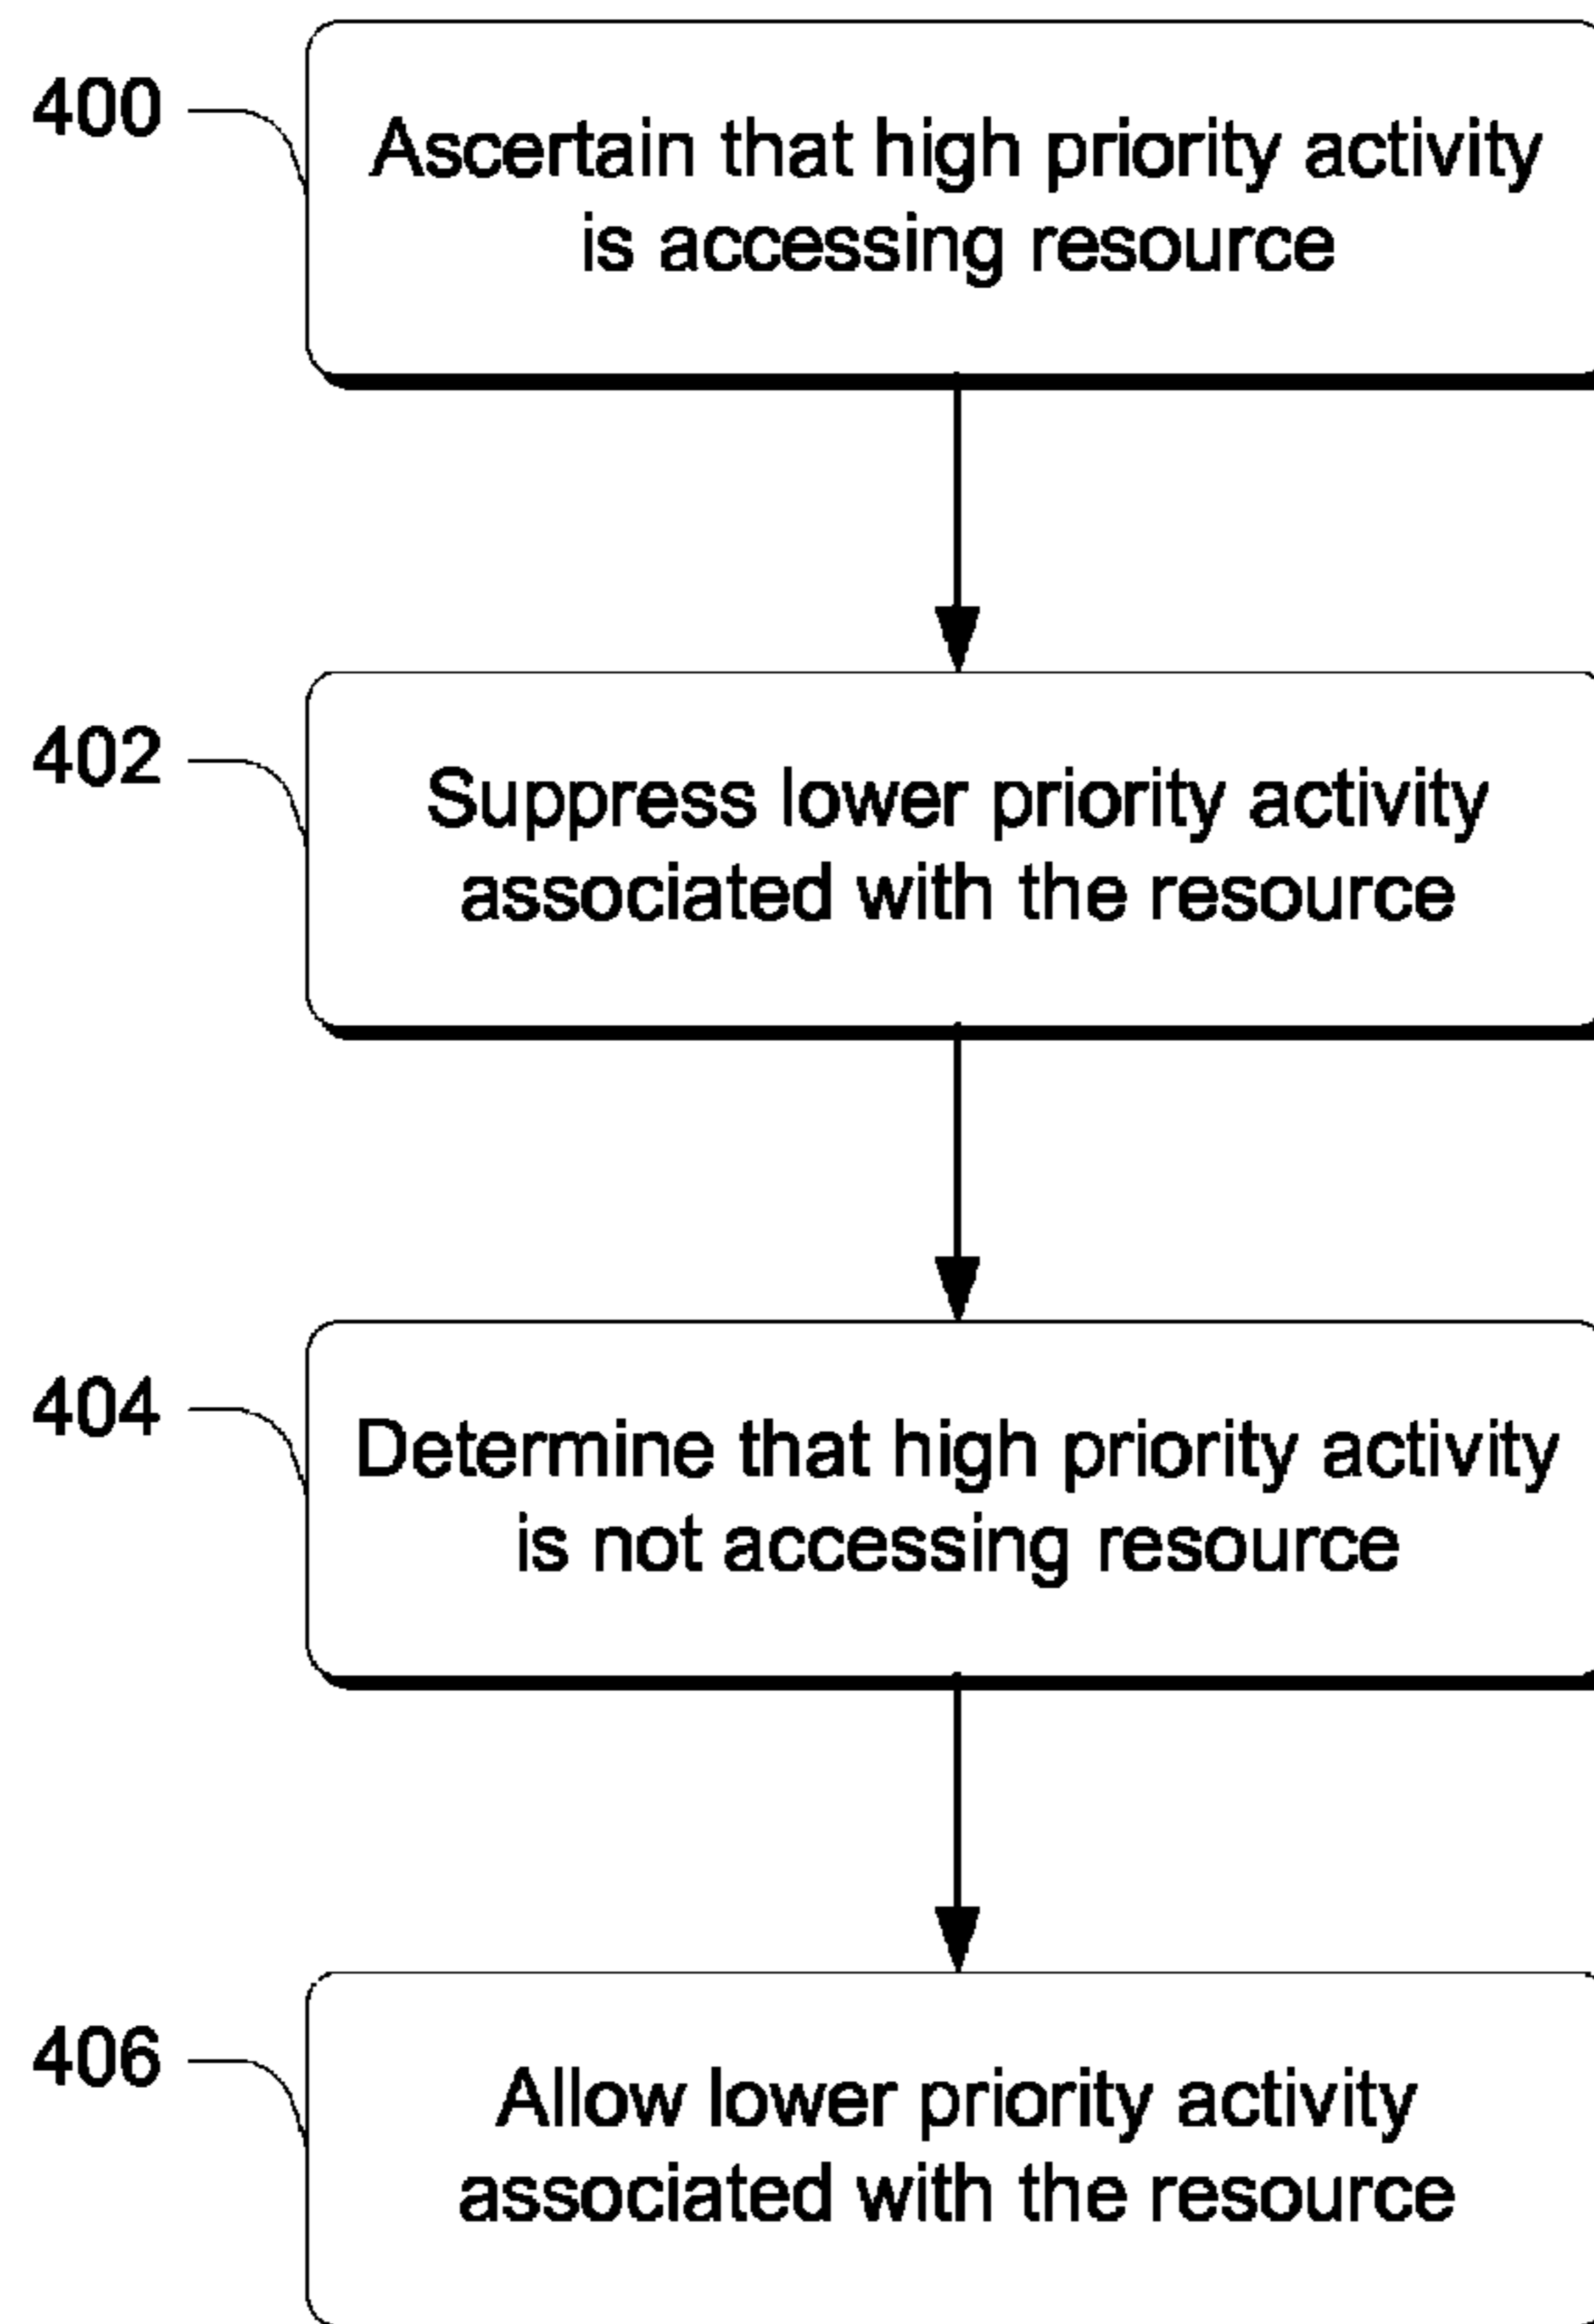 400
Ascertain that high priority activity
is accessing resource
402
Suppress lower priority activity
associated with the resource
404
Determine that high priority activity
is not accessing resource
406
Allow lower priority activity
associated with the resource